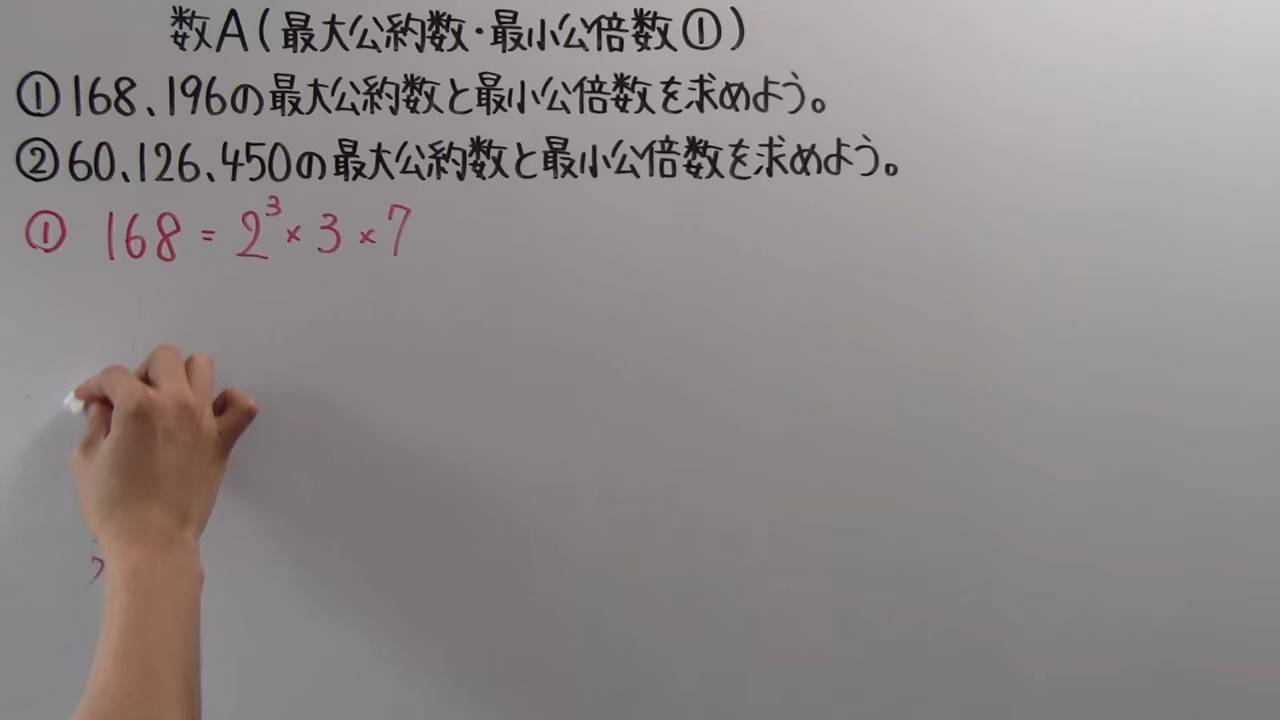 数A(最大公約数・最小公倍数①)
①168、196の最大公約数と最小公倍数を求めよう。
②60、126、450の最大公約数と最小公倍数を求めよう。
① 168 = 2³ × 3 × 7